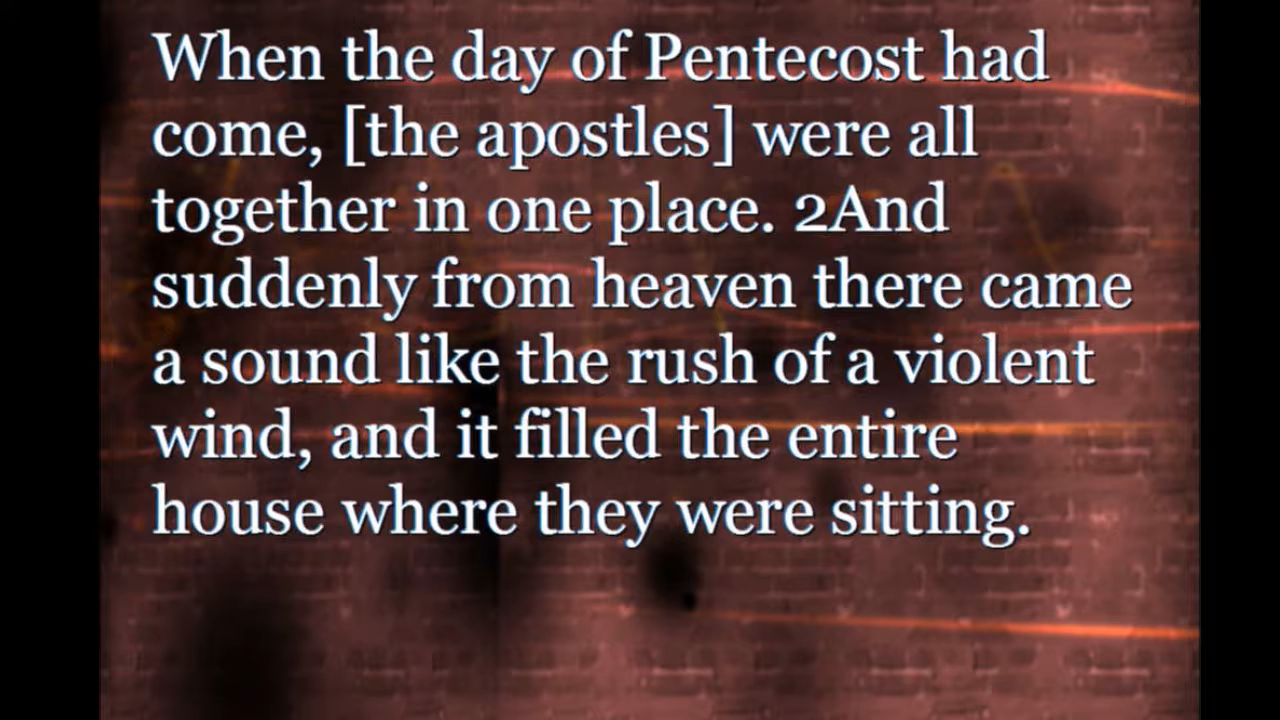 When the day of Pentecost had
come, [the apostles] were all
together in one place. 2And
suddenly from heaven there came
a sound like the rush of a violent
wind, and it filled the entire
house where they were sitting.